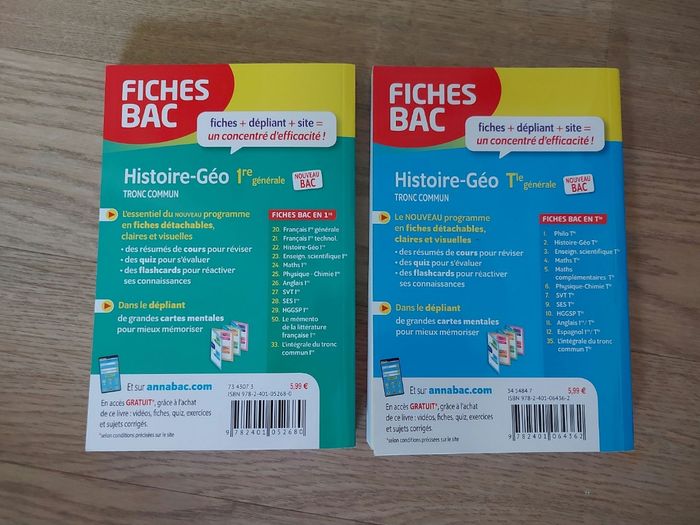 FICHES
BAC
fiches + dépliant + site =
un concentré d'efficacité !
Histoire-Géo 1re générale
TRONC COMMUN
NOUVEAU
BAC
L'essentiel du NOUVEAU programme
en fiches détachables,
claires et visuelles
- des résumés de cours pour réviser
- des quiz pour s'évaluer
- des flashcards pour réactiver
ses connaissances
Dans le dépliant
de grandes cartes mentales
pour mieux mémoriser
FICHES BAC EN 1re
20. Français 1re générale
21. Français 1re technol.
22. Histoire-Géo 1re
23. Enseign. scientifique 1re
24. Maths 1re
25. Physique-Chimie 1re
26. Anglais 1re
27. SVT 1re
28. SES 1re
29. HGGSP 1re
50. Le mémento
de la littérature
française 1re
33. L'intégrale du tronc
commun 1re
Et sur annabac.com
En accès GRATUIT*, grâce à l'achat
de ce livre : vidéos, fiches, quiz, exercices
et sujets corrigés.
*selon conditions précisées sur le site
73 4307 3
5,99 €
ISBN 978-2-401-05268-0
9 782401 052680
FICHES
BAC
fiches + dépliant + site =
un concentré d'efficacité !
Histoire-Géo Tle générale
TRONC COMMUN
NOUVEAU
BAC
Le NOUVEAU programme
en fiches détachables,
claires et visuelles
- des résumés de cours pour réviser
- des quiz pour s'évaluer
- des flashcards pour réactiver
ses connaissances
Dans le dépliant
de grandes cartes mentales
pour mieux mémoriser
FICHES BAC EN Tle
1. Philo Tle
2. Histoire-Géo Tle
3. Enseign. scientifique Tle
4. Maths Tle
5. Maths
complémentaires Tle
6. Physique-Chimie Tle
7. SVT Tle
9. SES Tle
10. HGGSP Tle
11. Anglais 1re/Tle
12. Espagnol 1re/Tle
35. L'intégrale du tronc
commun Tle
Et sur annabac.com
En accès GRATUIT*, grâce à l'achat
de ce livre : vidéos, fiches, quiz, exercices
et sujets corrigés.
*selon conditions précisées sur le site
34 5484 7
5,99 €
ISBN 978-2-401-06436-2
9 782401 064362